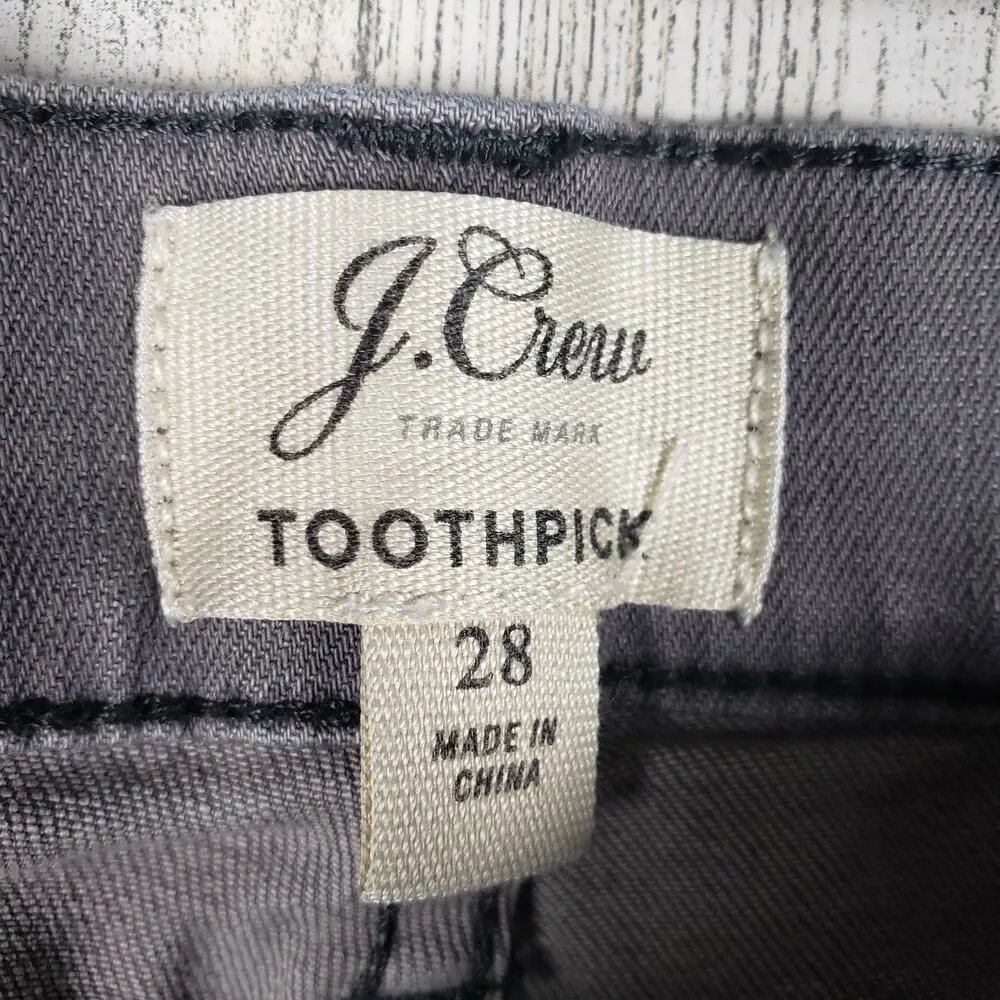 J.Crew
TRADE MARK
TOOTHPICK
28
MADE IN
CHINA